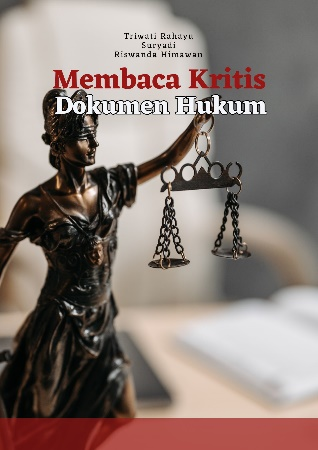 Triwati Rahayu
Suryadi
Riswanda Himawan
Membaca Kritis
Dokumen Hukum